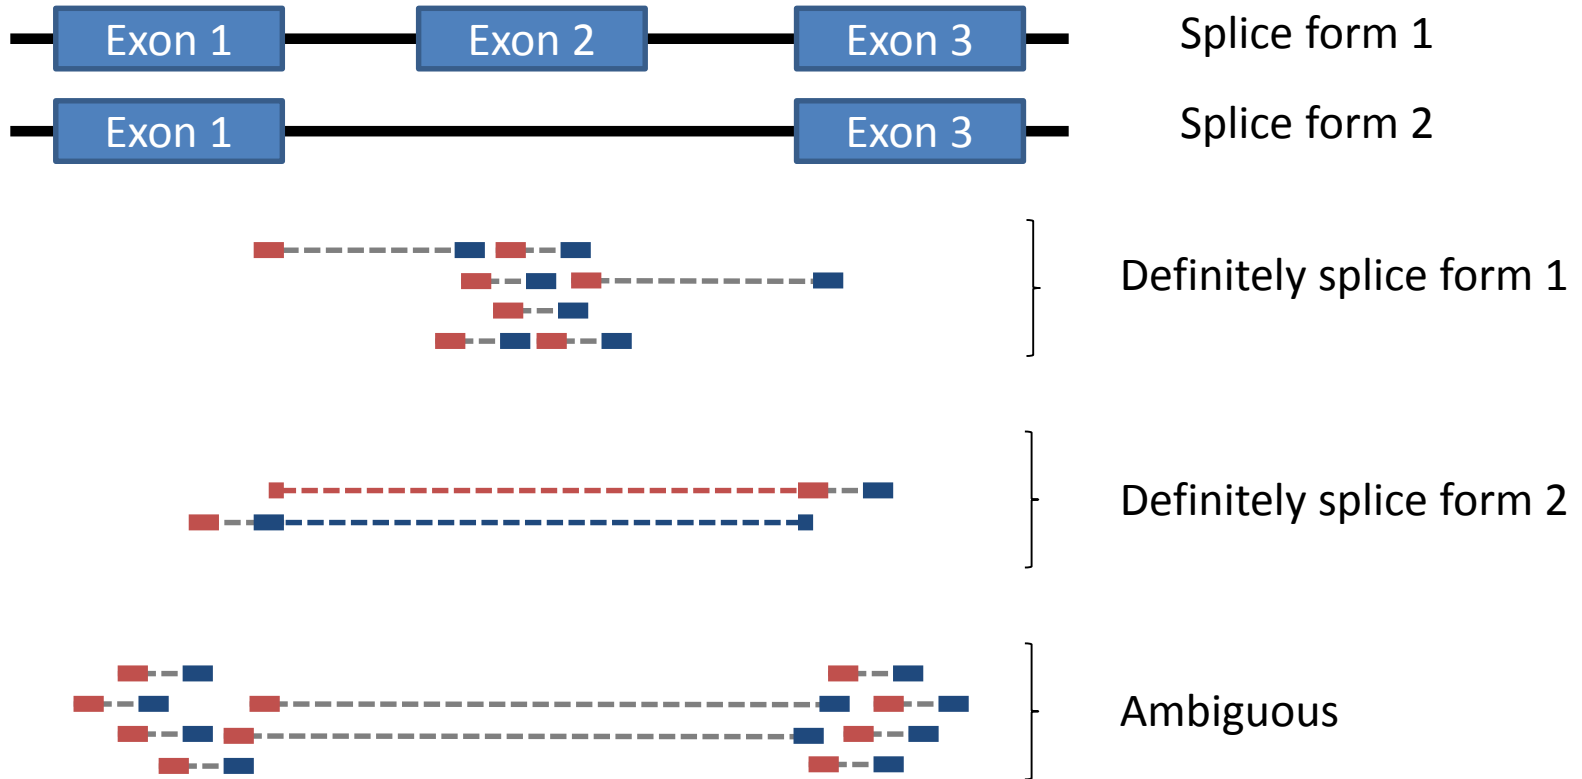 Exon 1 Exon 2 Exon 3 Splice form 1
Exon 1 Exon 3 Splice form 2
Definitely splice form 1
Definitely splice form 2
Ambiguous